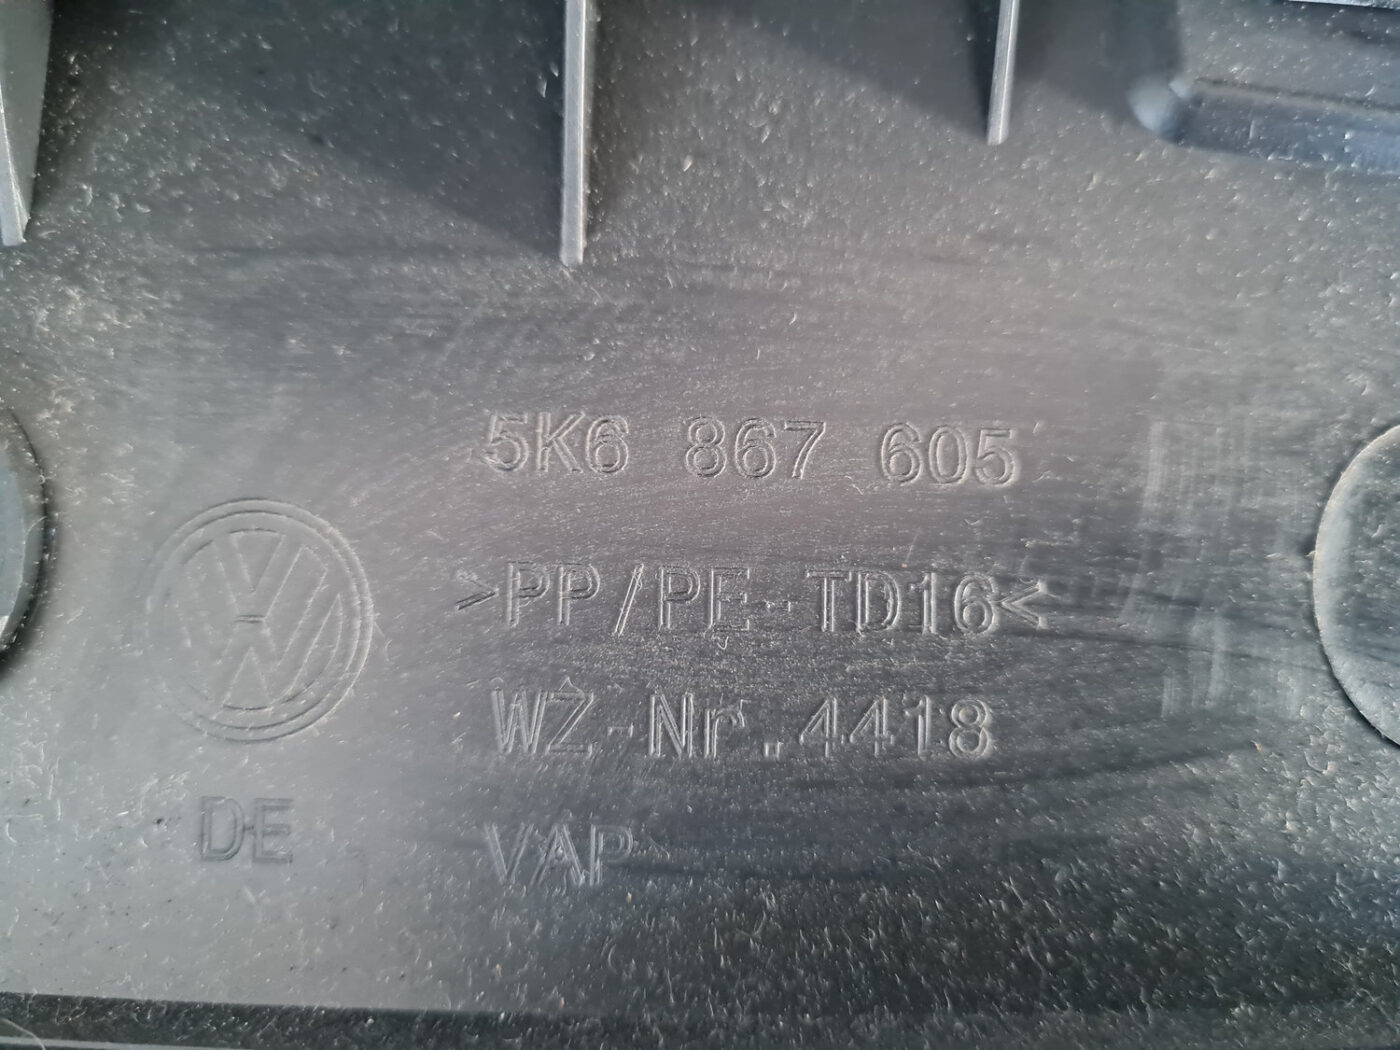 5K6 867 605
>PP/PE-TD16<
WZ-Nr.4418
DE
VAP